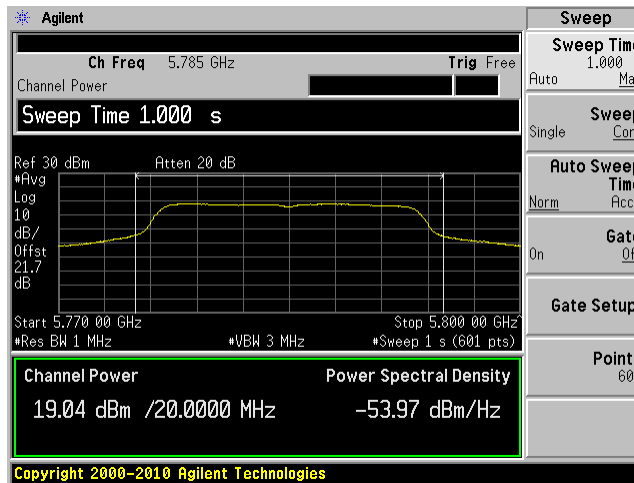 Agilent
Sweep
Ch Freq 5.785 GHz Trig Free
Channel Power
Sweep Time 1.000 s
Ref 30 dBm Atten 20 dB
#Avg
Log
10
dB/
Offst
21.7
dB
Start 5.770 00 GHz Stop 5.800 00 GHz
#Res BW 1 MHz #VBW 3 MHz #Sweep 1 s (601 pts)
Channel Power Power Spectral Density
19.04 dBm /20.0000 MHz -53.97 dBm/Hz
Copyright 2000-2010 Agilent Technologies
Sweep Time
1.000
Auto Ma
Sweep
Single Con
Auto Sweep
Time
Norm Acc
Gate
On Of
Gate Setup
Point
60